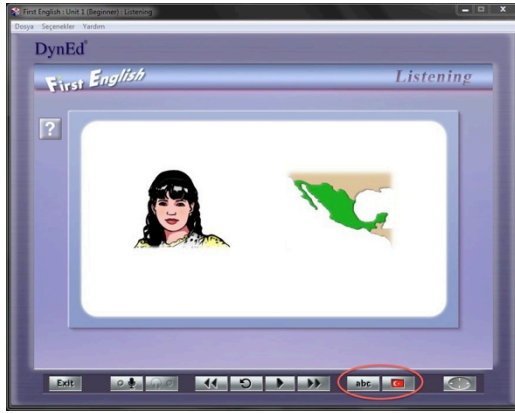 First English : Unit 1 (Beginner) : Listening
Dosya Seçenekler Yardım
DynEd
First English
Listening
?
Exit
abc